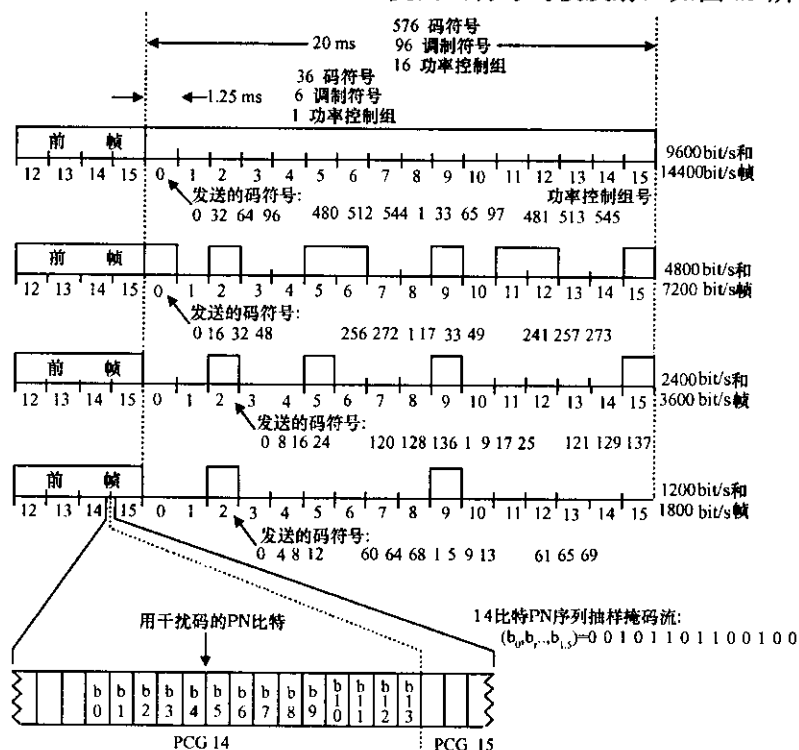 576 码符号
20 ms
96 调制符号
16 功率控制组
36 码符号
1.25 ms
6 调制符号
1 功率控制组
前 帧
9600bit/s和
12 13 14 15 0 1 2 3 4 5 6 7 8 9 10 11 12 13 14 15
14400bit/s帧
发送的码符号:
功率控制组号
0 32 64 96 480 512 544 1 33 65 97 481 513 545
前 帧
4800bit/s和
12 13 14 15 0 1 2 3 4 5 6 7 8 9 10 11 12 13 14 15
7200 bit/s帧
发送的码符号:
0 16 32 48 256 272 1 17 33 49 241 257 273
前 帧
2400bit/s和
12 13 14 15 0 1 2 3 4 5 6 7 8 9 10 11 12 13 14 15
3600bit/s帧
发送的码符号:
0 8 16 24 120 128 136 1 9 17 25 121 129 137
前 帧
1200bit/s和
12 13 14 15 0 1 2 3 4 5 6 7 8 9 10 11 12 13 14 15
1800bit/s帧
发送的码符号:
0 4 8 12 60 64 68 1 5 9 13 61 65 69
用于扰码的PN比特
14比特PN序列抽样掩码流:
(b0,br..,b1.5)=0 0 1 0 1 1 0 1 1 0 0 1 0 0
b0 b1 b2 b3 b4 b5 b6 b7 b8 b9 b10 b11 b12 b13
PCG 14 PCG 15